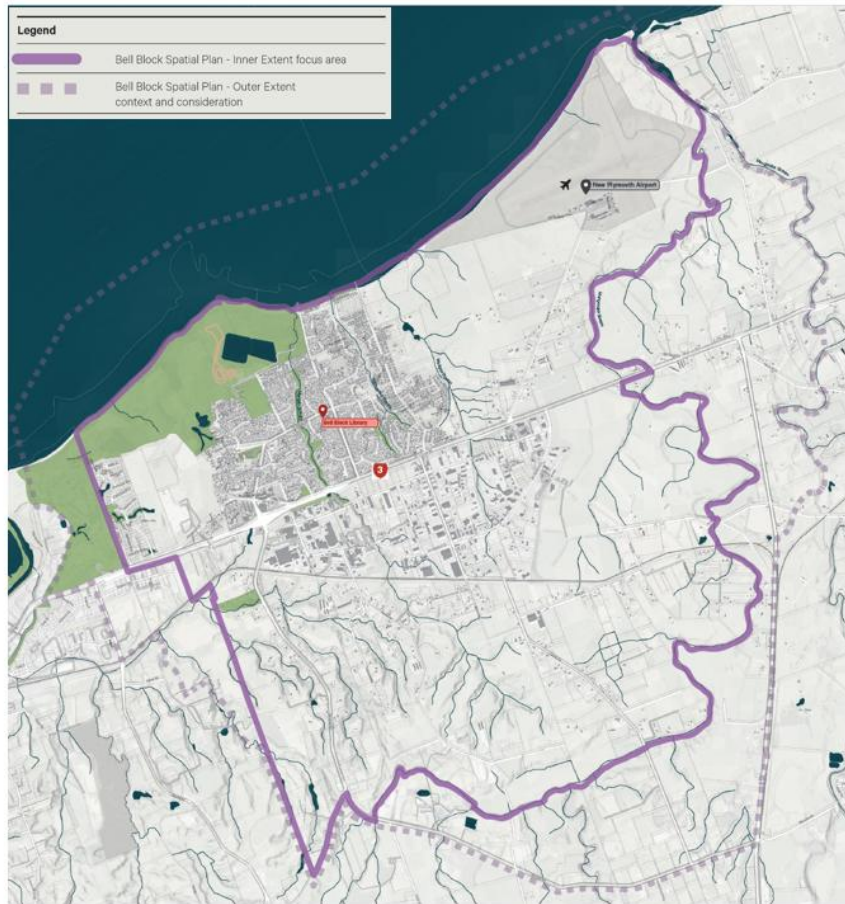 Legend
Bell Block Spatial Plan - Inner Extent focus area
Bell Block Spatial Plan - Outer Extent
context and consideration
New Plymouth Airport
Bell Block Library
3